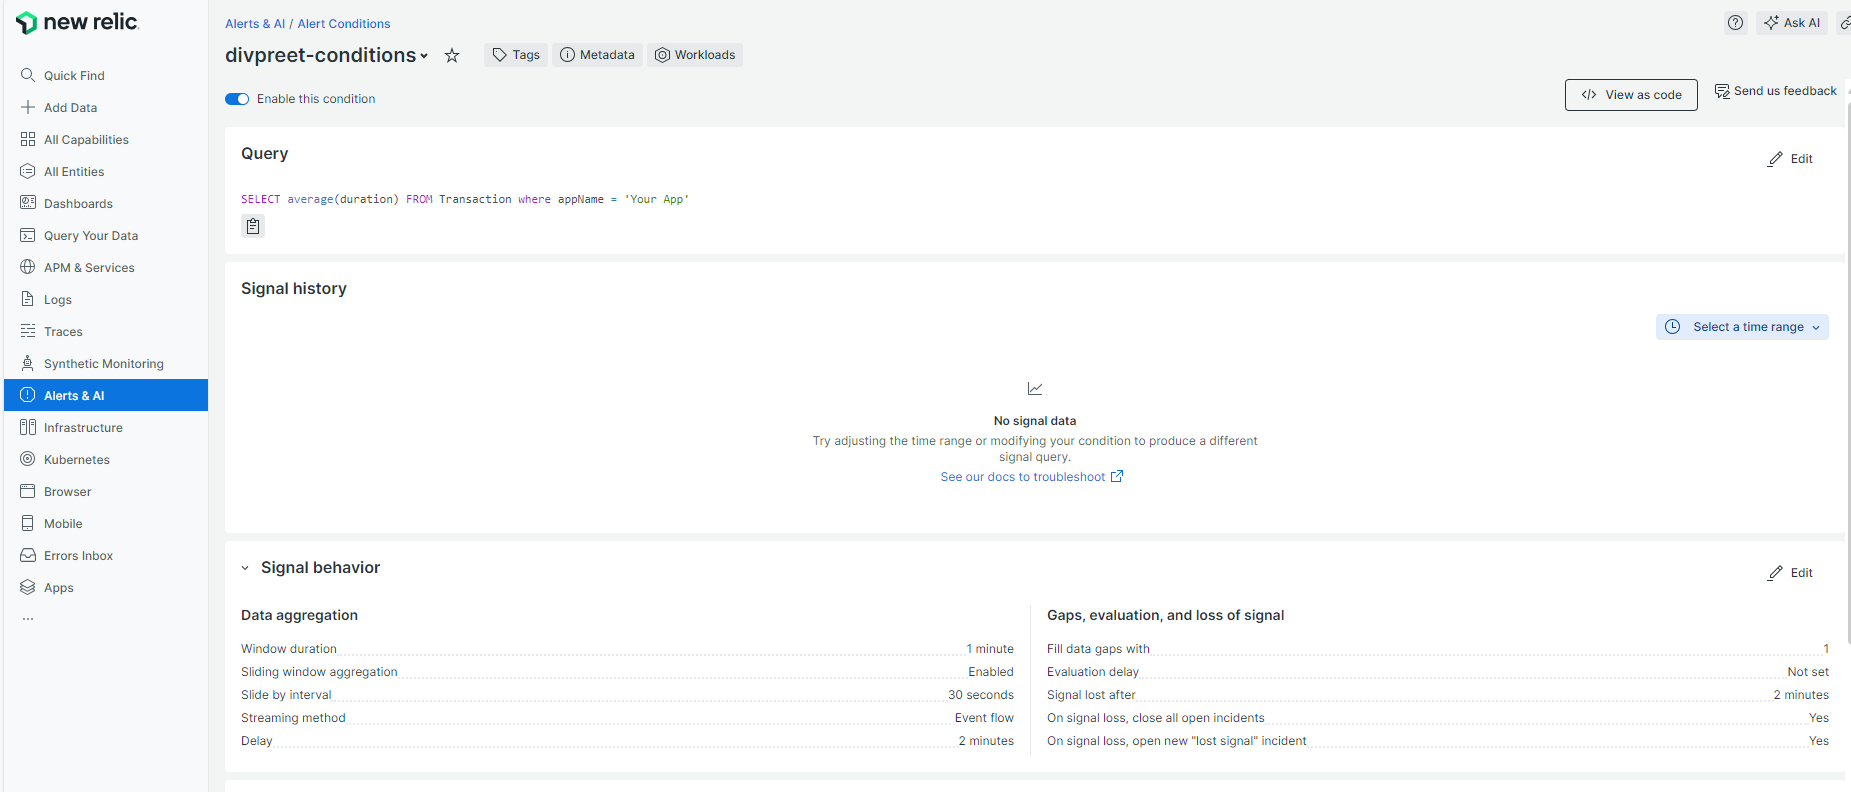 new relic.
Quick Find
Add Data
All Capabilities
All Entities
Dashboards
Query Your Data
APM & Services
Logs
Traces
Synthetic Monitoring
Alerts & AI
Infrastructure
Kubernetes
Browser
Mobile
Errors Inbox
Apps
...
Alerts & AI / Alert Conditions
Ask AI
divpreet-conditions
Tags
Metadata
Workloads
Enable this condition
</> View as code
Send us feedback
Query
Edit
SELECT average(duration) FROM Transaction where appName = 'Your App'
Signal history
Select a time range
No signal data
Try adjusting the time range or modifying your condition to produce a different
signal query.
See our docs to troubleshoot
Signal behavior
Edit
Data aggregation
Window duration 1 minute
Sliding window aggregation Enabled
Slide by interval 30 seconds
Streaming method Event flow
Delay 2 minutes
Gaps, evaluation, and loss of signal
Fill data gaps with 1
Evaluation delay Not set
Signal lost after 2 minutes
On signal loss, close all open incidents Yes
On signal loss, open new "lost signal" incident Yes